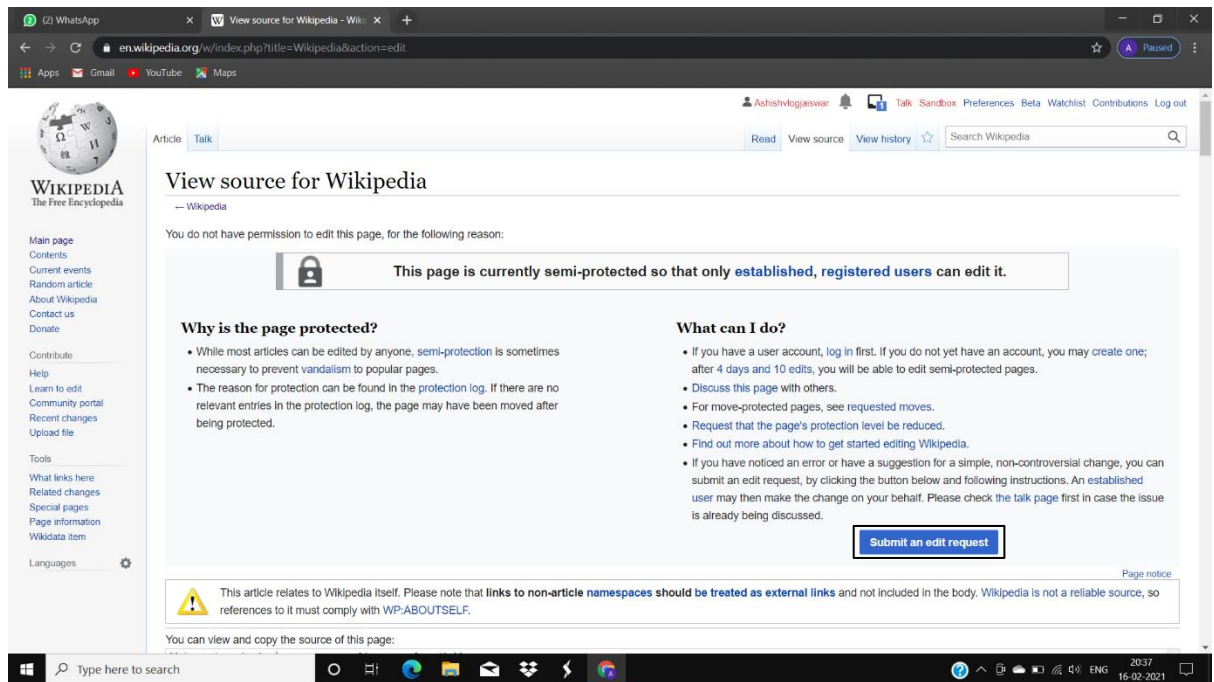 (2) WhatsApp
View source for Wikipedia - Wiki
en.wikipedia.org/w/index.php?title=Wikipedia&action=edit
A Paused
Apps Gmail YouTube Maps
Ashishvlogjaiswar 1 Talk Sandbox Preferences Beta Watchlist Contributions Log out
Article Talk Read View source View history Search Wikipedia
WIKIPEDIA
The Free Encyclopedia
Main page
Contents
Current events
Random article
About Wikipedia
Contact us
Donate
Contribute
Help
Learn to edit
Community portal
Recent changes
Upload file
Tools
What links here
Related changes
Special pages
Page information
Wikidata item
Languages
View source for Wikipedia
← Wikipedia
You do not have permission to edit this page, for the following reason:
This page is currently semi-protected so that only established, registered users can edit it.
Why is the page protected?
• While most articles can be edited by anyone, semi-protection is sometimes
necessary to prevent vandalism to popular pages.
• The reason for protection can be found in the protection log. If there are no
relevant entries in the protection log, the page may have been moved after
being protected.
What can I do?
• If you have a user account, log in first. If you do not yet have an account, you may create one;
after 4 days and 10 edits, you will be able to edit semi-protected pages.
• Discuss this page with others.
• For move-protected pages, see requested moves.
• Request that the page's protection level be reduced.
• Find out more about how to get started editing Wikipedia.
• If you have noticed an error or have a suggestion for a simple, non-controversial change, you can
submit an edit request, by clicking the button below and following instructions. An established
user may then make the change on your behalf. Please check the talk page first in case the issue
is already being discussed.
Submit an edit request
Page notice
This article relates to Wikipedia itself. Please note that links to non-article namespaces should be treated as external links and not included in the body. Wikipedia is not a reliable source, so
references to it must comply with WP:ABOUTSELF.
You can view and copy the source of this page:
Type here to search
ENG
20:37
16-02-2021